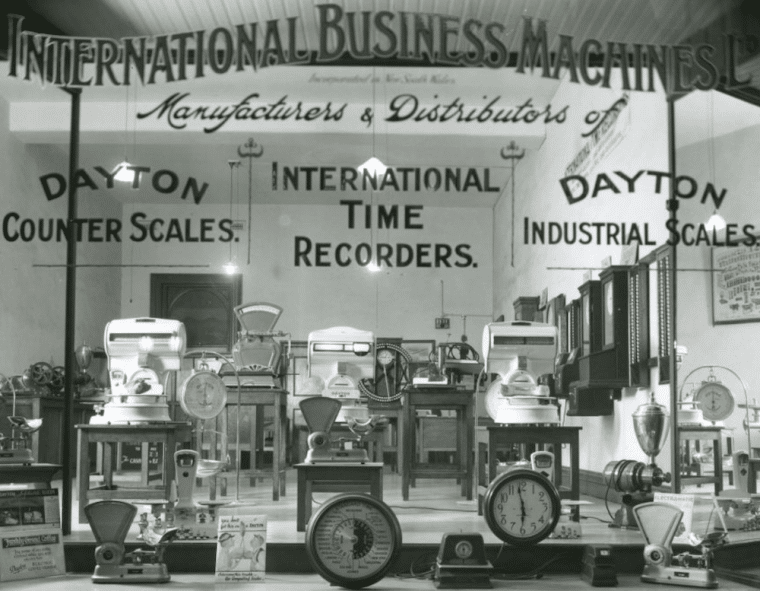 INTERNATIONAL BUSINESS MACHINES. LTD
Incorporated in New South Wales
Manufacturers & Distributors of
DAYTON
COUNTER SCALES.
INTERNATIONAL
TIME
RECORDERS.
DAYTON
INDUSTRIAL SCALES.